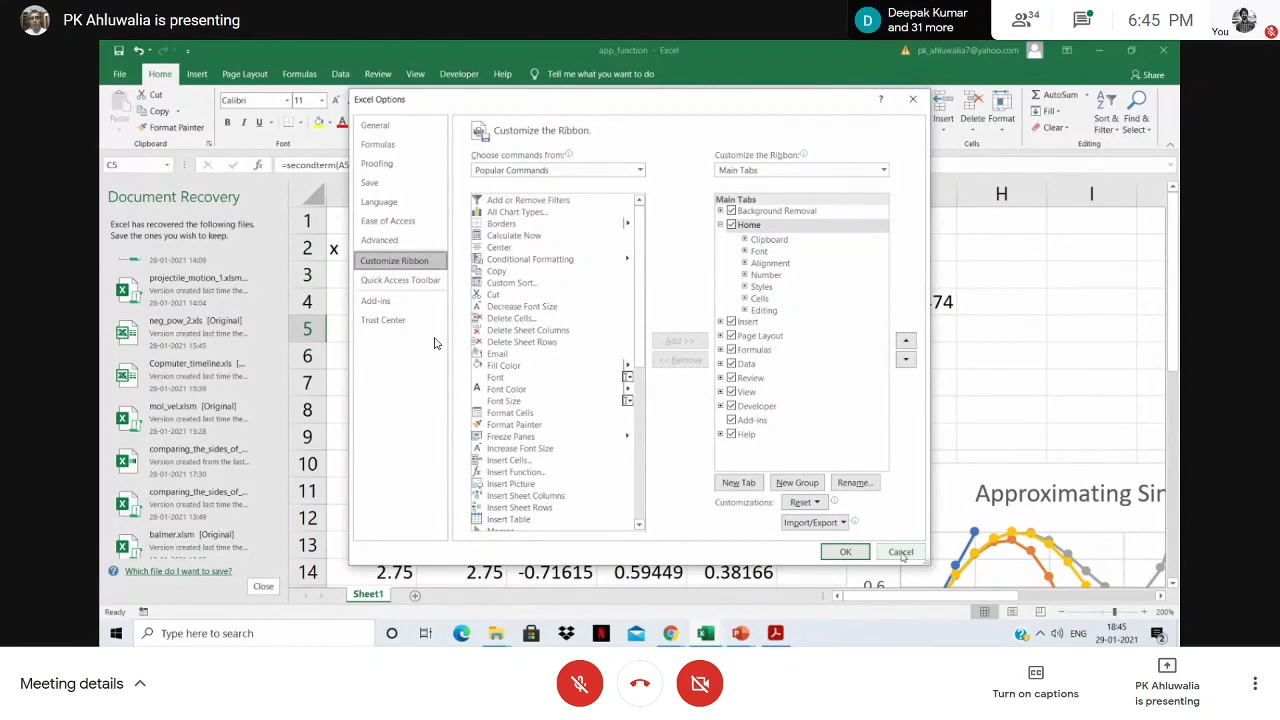 PK Ahluwalia is presenting
D
Deepak Kumar
and 31 more
34
6:45 PM
You
app_function - Excel
pk_ahluwalia7@yahoo.com
File Home Insert Page Layout Formulas Data Review View Developer Help Tell me what you want to do
Share
Paste
Cut
Copy
Format Painter
Clipboard
Calibri 11
B I U
Font
Insert Delete Format
Cells
AutoSum
Fill
Clear
Sort &
Filter
Find &
Select
Editing
C5
fx
=secondterm(A5
Document Recovery
Excel has recovered the following files.
Save the ones you wish to keep.
28-01-2021 14:09
projectile_motion_1.xlsm...
Version created last time the...
28-01-2021 14:04
neg_pow_2.xls [Original]
Version created last time the...
28-01-2021 15:45
Copmuter_timeline.xls [...
Version created last time the...
28-01-2021 15:39
mol_vel.xlsm [Original]
Version created last time the...
28-01-2021 13:28
comparing_the_sides_of_...
Version created from the last...
28-01-2021 17:30
comparing_the_sides_of_...
Version created last time the...
28-01-2021 13:49
balmer.xlsm [Original]
Version created last time the...
Which file do I want to save?
Close
Excel Options
?
General
Formulas
Proofing
Save
Language
Ease of Access
Advanced
Customize Ribbon
Quick Access Toolbar
Add-ins
Trust Center
Customize the Ribbon.
Choose commands from:
Popular Commands
Add or Remove Filters
All Chart Types...
Borders
Calculate Now
Center
Conditional Formatting
Copy
Custom Sort...
Cut
Decrease Font Size
Delete Cells...
Delete Sheet Columns
Delete Sheet Rows
Email
Fill Color
Font
Font Color
Font Size
Format Cells
Format Painter
Freeze Panes
Increase Font Size
Insert Cells...
Insert Function...
Insert Picture
Insert Sheet Columns
Insert Sheet Rows
Insert Table
Add >>
<< Remove
Customize the Ribbon:
Main Tabs
Main Tabs
Background Removal
Home
Clipboard
Font
Alignment
Number
Styles
Cells
Editing
Insert
Page Layout
Formulas
Data
Review
View
Developer
Add-ins
Help
New Tab New Group Rename...
Customizations: Reset
Import/Export
OK Cancel
H I
1
2 x
3
4 74
5
6
7
8
9
10
11
12
13
14 2.75 2.75 -0.71615 0.59449 0.38166
Approximating Sin
0.6
Sheet1
Ready
200%
Type here to search
ENG
18:45
29-01-2021
2
Meeting details
Turn on captions
PK Ahluwalia
is presenting